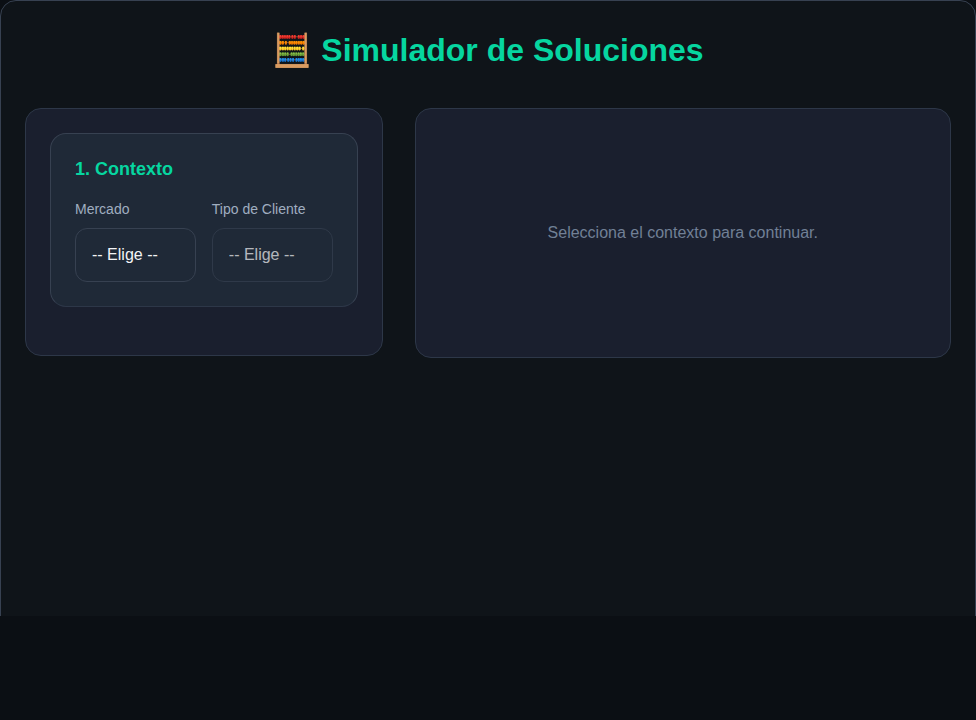 🧮 Simulador de Soluciones
1. Contexto
Mercado
Tipo de Cliente
-- Elige --
-- Elige --
Selecciona el contexto para continuar.